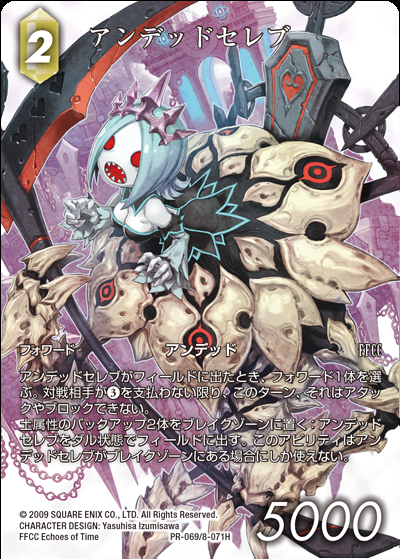 2
アンデッドセレブ
フォワード
アンデッド
FFCC
アンデッドセレブがフィールドに出たとき、フォワード1体を選
ぶ。対戦相手が③を支払わない限り、このターン、それはアタッ
クやブロックできない。
土属性のバックアップ2体をブレイクゾーンに置く：アンデッド
セレブをダル状態でフィールドに出す。このアビリティはアンデ
ッドセレブがブレイクゾーンにある場合にしか使えない。
© 2009 SQUARE ENIX CO., LTD. All Rights Reserved.
CHARACTER DESIGN: Yasuhisa Izumisawa
FFCC Echoes of Time
PR-069/8-071H
5000